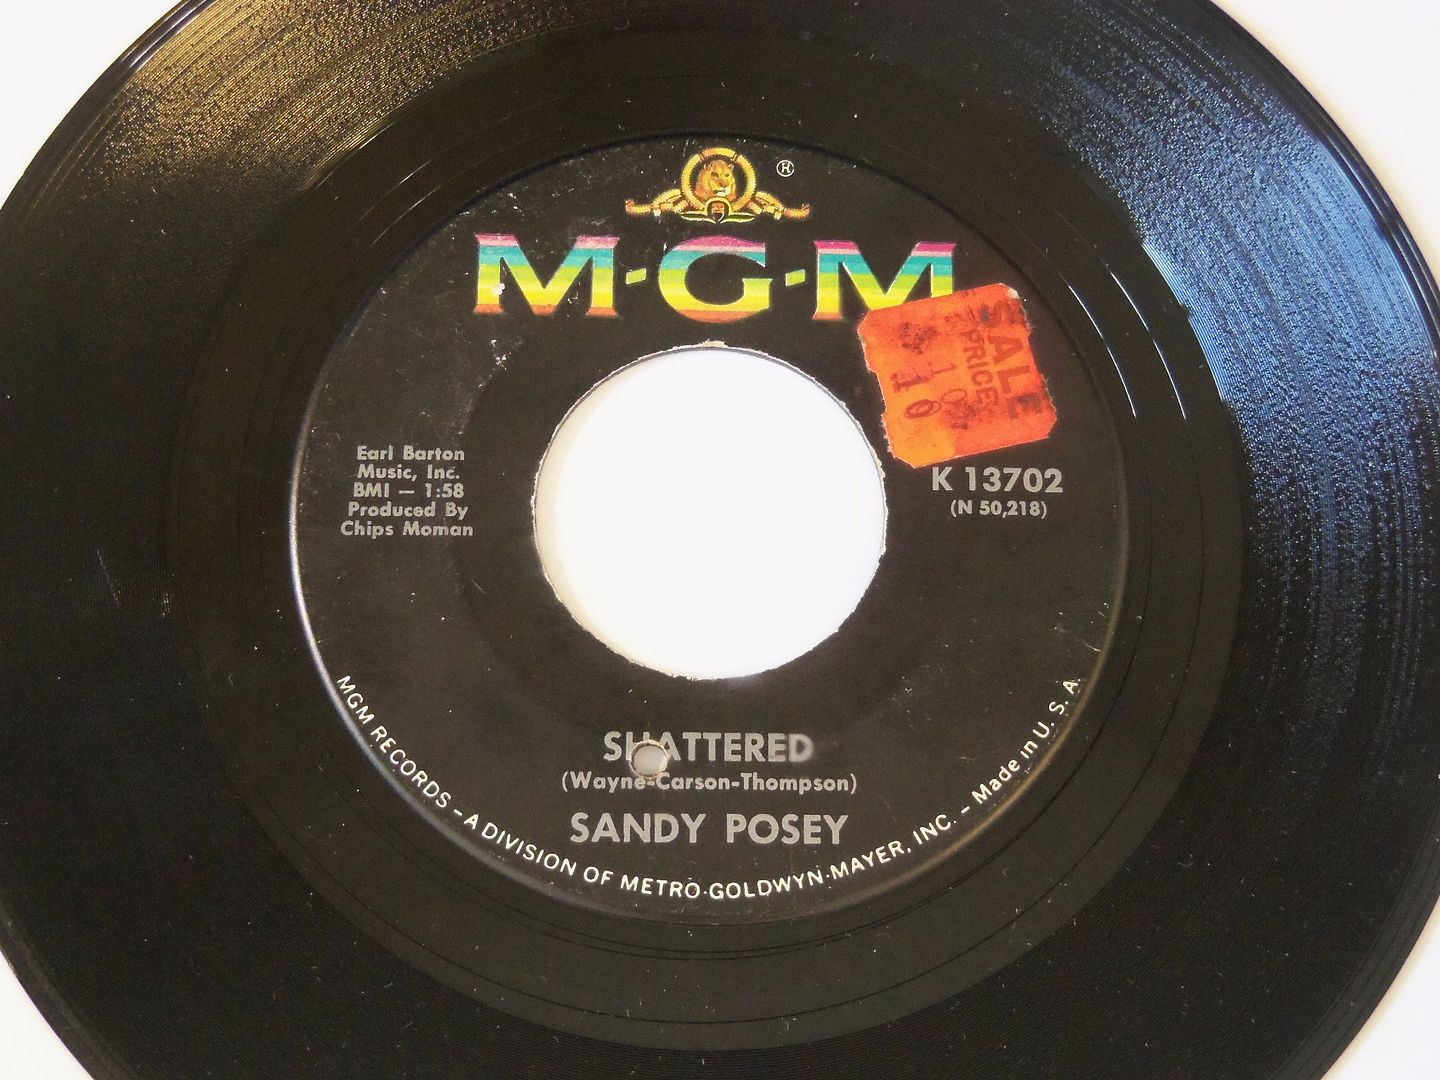 ®
M·G·M
SALE
PRICE
10
Earl Barton
Music, Inc.
BMI — 1:58
Produced By
Chips Moman
K 13702
(N 50,218)
SHATTERED
(Wayne-Carson-Thompson)
SANDY POSEY
MGM RECORDS – A DIVISION OF METRO·GOLDWYN·MAYER, INC. – Made in U. S. A.